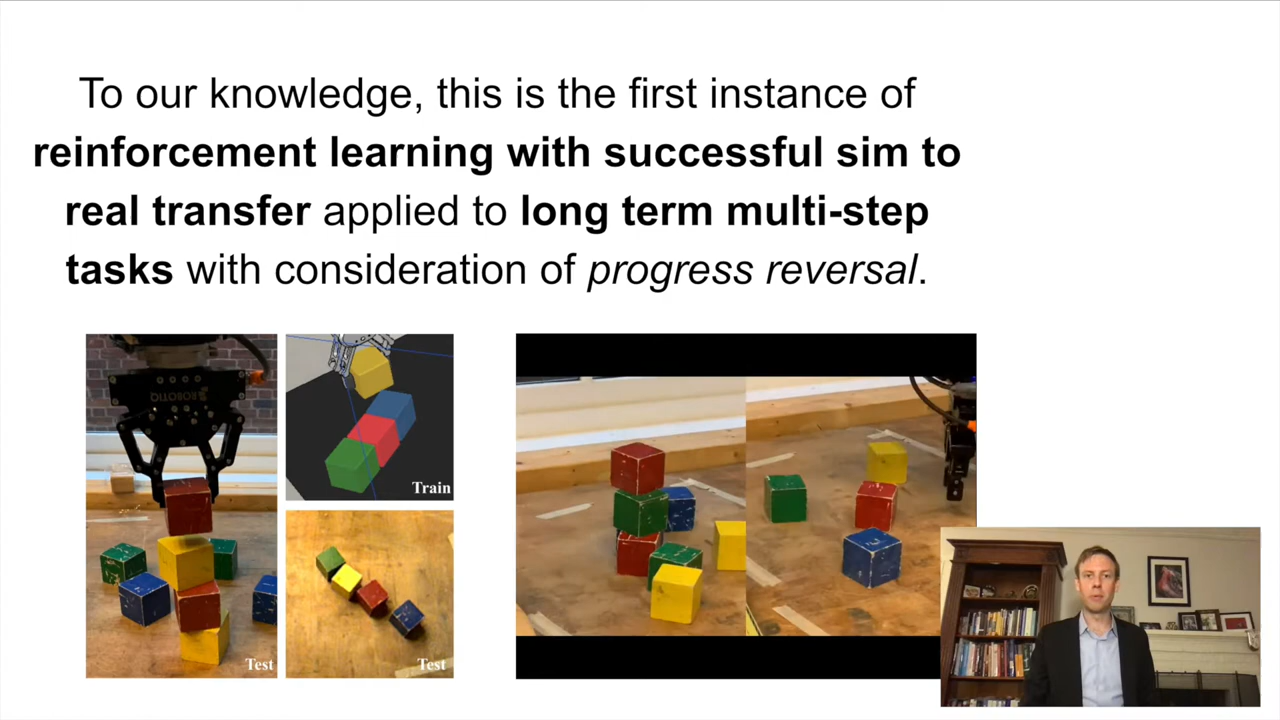 To our knowledge, this is the first instance of
reinforcement learning with successful sim to
real transfer applied to long term multi-step
tasks with consideration of progress reversal.
ROBOTIQ
Train
Test
Test